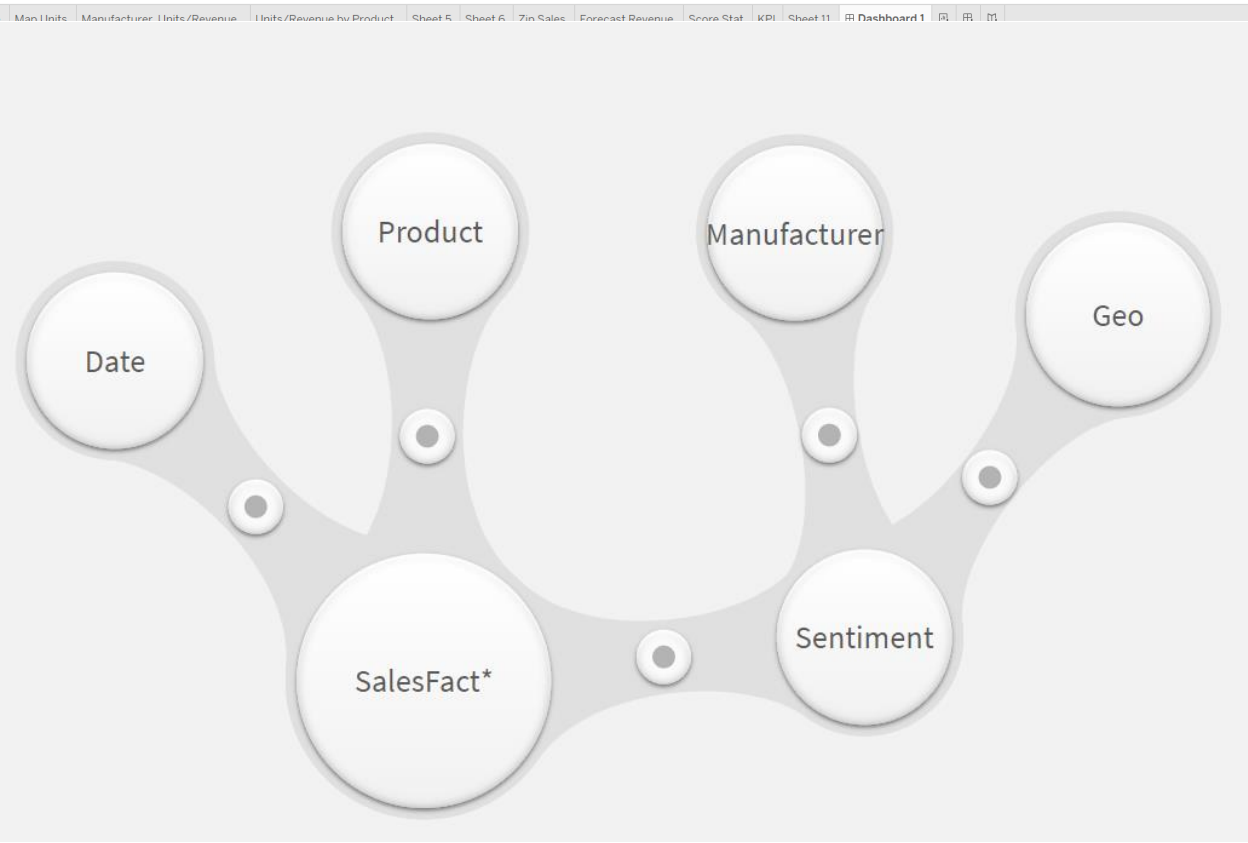 Map Units Manufacturer, Units/Revenue Units/Revenue by Product Sheet 5 Sheet 6 Zip Sales Forecast Revenue Score Stat KPI Sheet 11 Dashboard 1
Product
Manufacturer
Geo
Date
Sentiment
SalesFact*